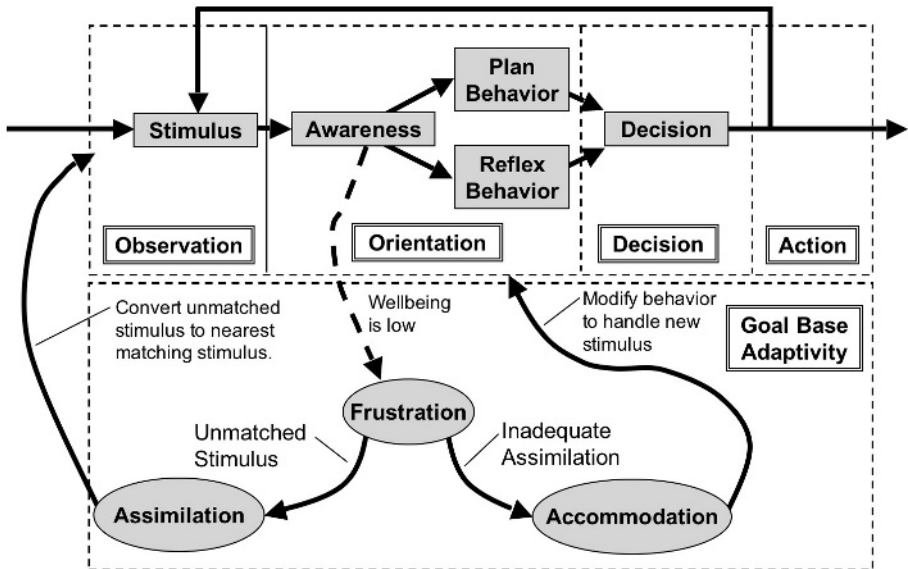 Plan
Behavior
Stimulus
Awareness
Decision
Reflex
Behavior
Observation
Orientation
Decision
Action
Convert unmatched
stimulus to nearest
matching stimulus.
Wellbeing
is low
Modify behavior
to handle new
stimulus
Goal Base
Adaptivity
Frustration
Unmatched
Stimulus
Inadequate
Assimilation
Assimilation
Accommodation